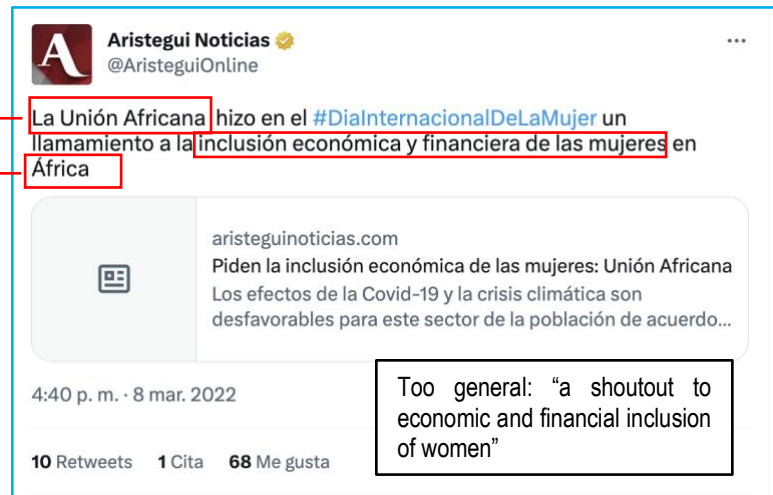 A
Aristegui Noticias
@AristeguiOnline
La Unión Africana hizo en el #DiaInternacionalDeLaMujer un
llamamiento a la inclusión económica y financiera de las mujeres en
África
aristeguinoticias.com
Piden la inclusión económica de las mujeres: Unión Africana
Los efectos de la Covid-19 y la crisis climática son
desfavorables para este sector de la población de acuerdo...
4:40 p. m. · 8 mar. 2022
Too general: “a shoutout to
economic and financial inclusion
of women”
10 Retweets 1 Cita 68 Me gusta